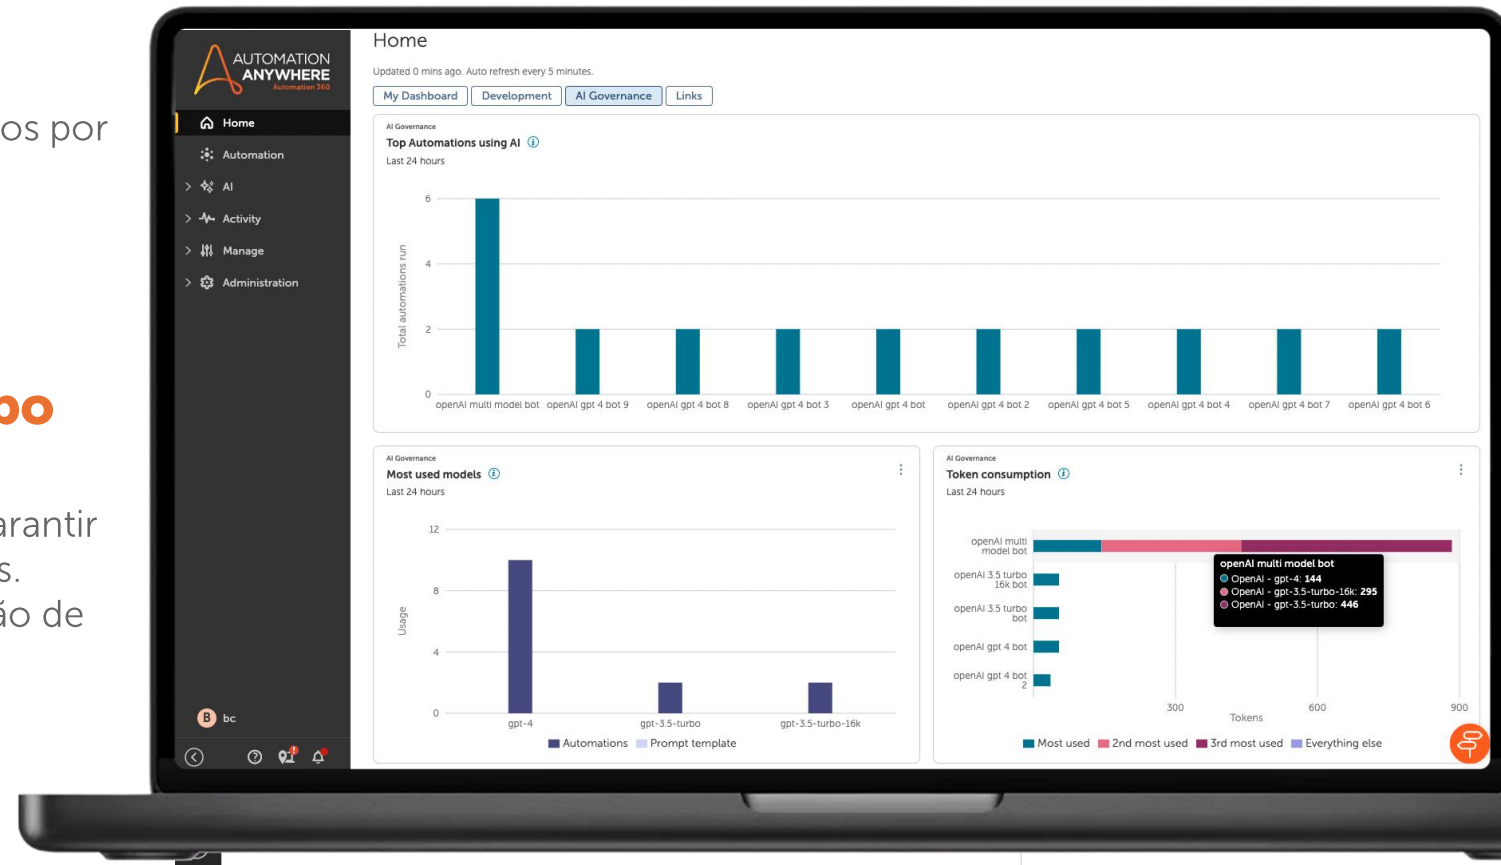 os por
po
arantir
s.
ão de
AUTOMATION
ANYWHERE
Automation 360
Home
Automation
AI
Activity
Manage
Administration
B bc
Home
Updated 0 mins ago. Auto refresh every 5 minutes.
My Dashboard Development AI Governance Links
AI Governance
Top Automations using AI
Last 24 hours
Total automations run
6
4
2
0
openAI multi model bot openAI gpt 4 bot 9 openAI gpt 4 bot 8 openAI gpt 4 bot 3 openAI gpt 4 bot openAI gpt 4 bot 2 openAI gpt 4 bot 5 openAI gpt 4 bot 4 openAI gpt 4 bot 7 openAI gpt 4 bot 6
AI Governance
Most used models
Last 24 hours
Usage
12
8
4
0
gpt-4 gpt-3.5-turbo gpt-3.5-turbo-16k
Automations Prompt template
AI Governance
Token consumption
Last 24 hours
openAI multi
model bot
openAI 3.5 turbo
16k bot
openAI 3.5 turbo
bot
openAI gpt 4 bot
openAI gpt 4 bot
2
openAI multi model bot
OpenAI - gpt-4: 144
OpenAI - gpt-3.5-turbo-16k: 295
OpenAI - gpt-3.5-turbo: 446
300 600 900
Tokens
Most used 2nd most used 3rd most used Everything else